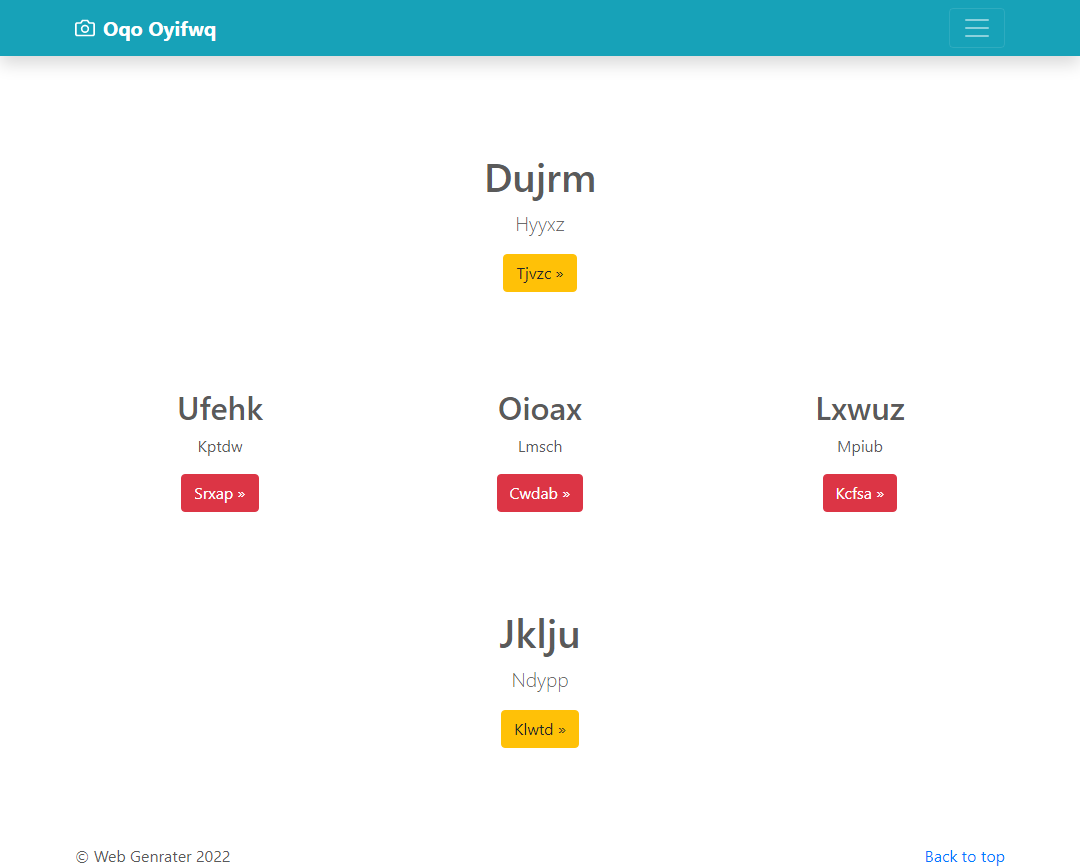 Oqo Oyifwq
Dujrm
Hyyxz
Tjvzc »
Ufehk
Kptdw
Srxap »
Oioax
Lmsch
Cwdab »
Lxwuz
Mpiub
Kcfsa »
Jklju
Ndypp
Klwtd »
© Web Genrater 2022
Back to top